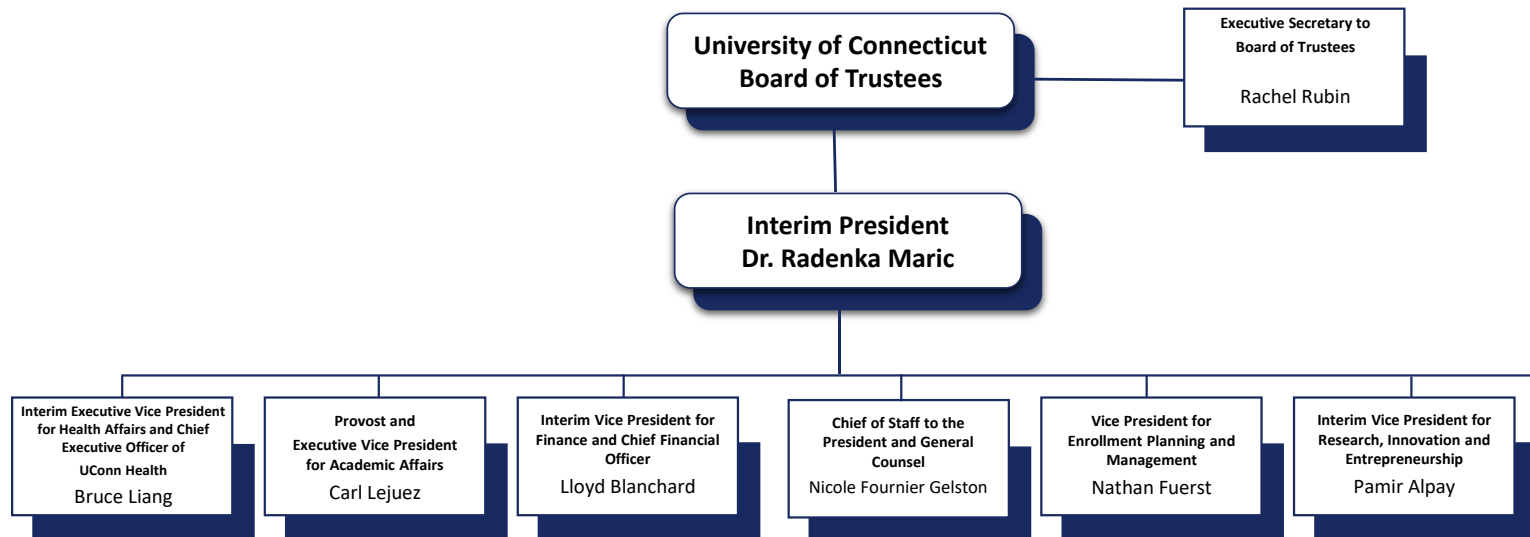 University of Connecticut
Board of Trustees
Executive Secretary to
Board of Trustees
Rachel Rubin
Interim President
Dr. Radenka Maric
Interim Executive Vice President
for Health Affairs and Chief
Executive Officer of
UConn Health
Bruce Liang
Provost and
Executive Vice President
for Academic Affairs
Carl Lejuez
Interim Vice President for
Finance and Chief Financial
Officer
Lloyd Blanchard
Chief of Staff to the
President and General
Counsel
Nicole Fournier Gelston
Vice President for
Enrollment Planning and
Management
Nathan Fuerst
Interim Vice President for
Research, Innovation and
Entrepreneurship
Pamir Alpay